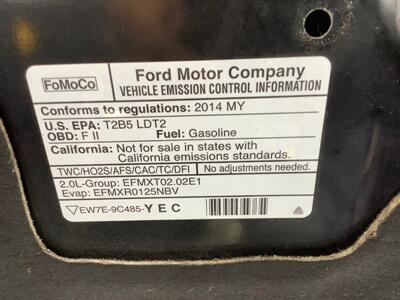 FoMoCo
Ford Motor Company
VEHICLE EMISSION CONTROL INFORMATION
Conforms to regulations: 2014 MY
U.S. EPA: T2B5 LDT2
OBD: F II Fuel: Gasoline
California: Not for sale in states with
California emissions standards.
TWC/HO2S/AFS/CAC/TC/DFI No adjustments needed.
2.0L-Group: EFMXT02.02E1
Evap: EFMXR0125NBV
EW7E-9C485-YEC